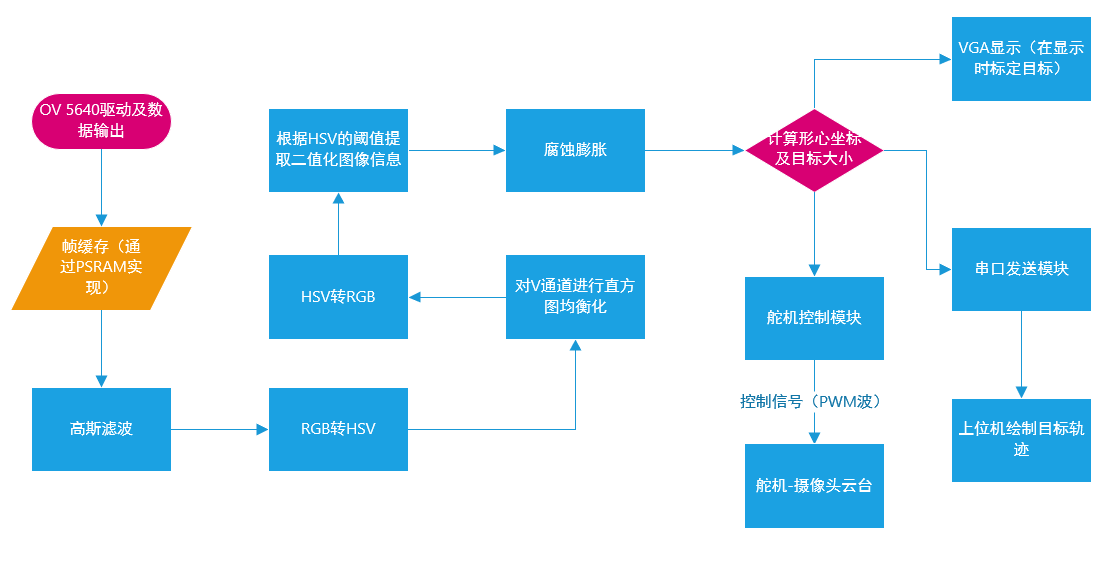 OV 5640驱动及数
据输出
帧缓存（通
过PSRAM实
现）
高斯滤波
RGB转HSV
对V通道进行直方
图均衡化
HSV转RGB
根据HSV的阈值提
取二值化图像信息
腐蚀膨胀
计算形心坐标
及目标大小
VGA显示（在显示
时标定目标）
舵机控制模块
控制信号（PWM波）
舵机-摄像头云台
串口发送模块
上位机绘制目标轨
迹